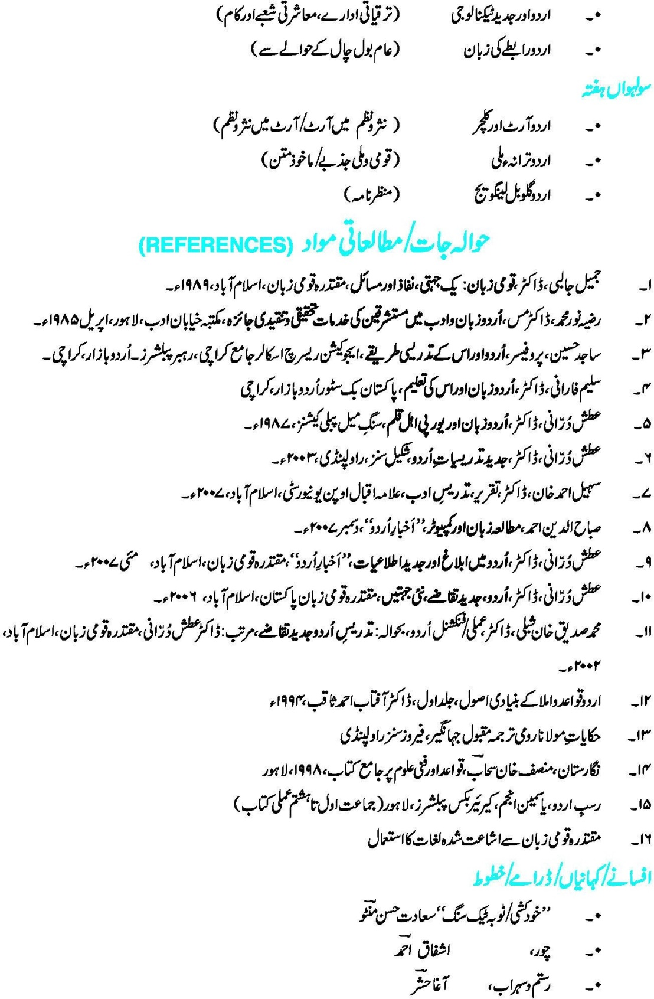 ۰۔ اردو اور جدید ٹیکنالوجی (ترقیاتی ادارے، معاشرتی شعبے اور کام)
۰۔ اردو رابطے کی زبان (عام بول چال کے حوالے سے)
سولہواں ہفتہ
۰۔ اردو آرٹ اور کلچر ( نثر و نظم میں آرٹ/آرٹ میں نثر و نظم)
۰۔ اردو ترانہء ملی (قومی و ملی جذبے/ماخوذ متن)
۰۔ اردو گلوبل لینگویج (منظرنامہ)
حوالہ جات/مطالعاتی مواد (REFERENCES)
۱۔ جمیل جالبی، ڈاکٹر، قومی زبان: یک جہتی، نفاذ اور مسائل، مقتدرہ قومی زبان، اسلام آباد، ۱۹۸۹ء۔
۲۔ رضیہ نور محمد، ڈاکٹر مس، اُردو زبان و ادب میں مستشرقین کی خدمات تحقیقی و تنقیدی جائزہ، مکتبہ خیابان ادب، لاہور، اپریل ۱۹۸۵ء۔
۳۔ ساجد حسین، پروفیسر، اُردو اور اس کے تدریسی طریقے، ایجوکیشن ریسرچ اسکالر جامع کراچی، رہبر پبلشرز۔ اُردو بازار، کراچی۔
۴۔ سلیم فارانی، ڈاکٹر، اُردو زبان اور اس کی تعلیم، پاکستان بک سٹور اُردو بازار، کراچی
۵۔ عطش دُرّانی، ڈاکٹر، اُردو زبان اور یورپی اہل قلم، سنگِ میل پبلی کیشنز، ۱۹۸۷ء۔
۶۔ عطش دُرّانی، ڈاکٹر، جدید تدریسیاتِ اُردو، شکیل سنز، راولپنڈی، ۲۰۰۳ء۔
۷۔ سہیل احمد خان، ڈاکٹر، تقریر، تدریسِ ادب، علامہ اقبال اوپن یونیورسٹی، اسلام آباد، ۲۰۰۷ء۔
۸۔ صباح الدین احمد، مطالعہ زبان اور کمپیوٹر، ”اَخبارِ اُردو“، دسمبر ۲۰۰۷ء۔
۹۔ عطش دُرّانی، ڈاکٹر، اُردو میں ابلاغ اور جدید اطلاعیات، ”اَخبارِ اُردو“، مقتدرہ قومی زبان، اسلام آباد، مئی ۲۰۰۷ء۔
۱۰۔ عطش دُرّانی، ڈاکٹر، اُردو، جدید تقاضے، نئی جہتیں، مقتدرہ قومی زبان پاکستان، اسلام آباد، ۲۰۰۶ء۔
۱۱۔ محمد صدیق خان شبلی، ڈاکٹر، عملی/فنکشنل اُردو، بحوالہ: تدریسِ اُردو جدید تقاضے، مرتب: ڈاکٹر عطش دُرّانی، مقتدرہ قومی زبان، اسلام آباد،
۲۰۰۲ء۔
۱۲۔ اردو قواعد و املا کے بنیادی اصول، جلد اول، ڈاکٹر آفتاب احمد ثاقب، ۱۹۹۴ء
۱۳۔ حکایاتِ مولانا رومی ترجمہ مقبول جہانگیر، فیروز سنز راولپنڈی
۱۴۔ نگارستان، منصف خان سحابؔ، قواعد اور فنی علوم پر جامع کتاب، ۱۹۹۸، لاہور
۱۵۔ رسبِ اردو، یاسمین انجم، کیریئر بکس پبلشرز، لاہور (جماعت اول تا ہشتم عملی کتاب)
۱۶۔ مقتدرہ قومی زبان سے اشاعت شدہ لغات کا استعمال
افسانے/کہانیاں/ڈرامے/خطوط
۰۔ ”خودکشی/ٹوبہ ٹیک سنگ“ سعادت حسن منٹوؔ
۰۔ چور، اشفاق احمدؔ
۰۔ رستم و سہراب، آغا حشرؔ